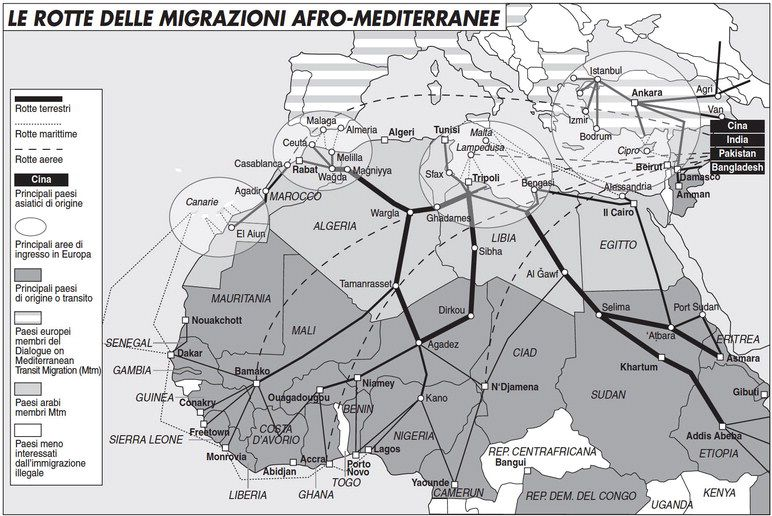 LE ROTTE DELLE MIGRAZIONI AFRO-MEDITERRANEE
Rotte terrestri
Rotte marittime
Rotte aeree
Cina
Principali paesi
asiatici di origine
Principali aree di
ingresso in Europa
Principali paesi
di origine o transito
Paesi europei
membri del
Dialogue on
Mediterranean
Transit Migration (Mtm)
Paesi arabi
membri Mtm
Paesi meno
interessati
dall'immigrazione
illegale
Istanbul
Ankara
Agri
Van
Izmir
Bodrum
Cipro
Cina
India
Pakistan
Bangladesh
Beirut
Damasco
Amman
Malaga
Almeria
Ceuta
Melilla
Algeri
Tunisi
Malta
Lampedusa
Casablanca
Rabat
Wagda
Magniyya
Sfax
Tripoli
Bengasi
Alessandria
Il Cairo
Agadir
MAROCCO
Canarie
El Aiun
Wargla
Ghadames
ALGERIA
LIBIA
EGITTO
Sibha
Tamanrasset
Al Ǵawf
MAURITANIA
Nouakchott
MALI
Dirkou
Selima
Port Sudan
SENEGAL
Dakar
Agadez
CIAD
'Aṭbara
ERITREA
Asmara
GAMBIA
Bamako
Niamey
Khartum
GUINEA
Conakry
Ouagadougbu
BENIN
Kano
N'Djamena
SUDAN
Gibuti
SIERRA LEONE
Freetown
COSTA
D'AVORIO
NIGERIA
Addis Abeba
Monrovia
Abidjan
Accra
Porto
Novo
Lagos
REP. CENTRAFRICANA
Bangui
ETIOPIA
LIBERIA
GHANA
TOGO
Yaounde
CAMERUN
REP. DEM. DEL CONGO
UGANDA
KENYA